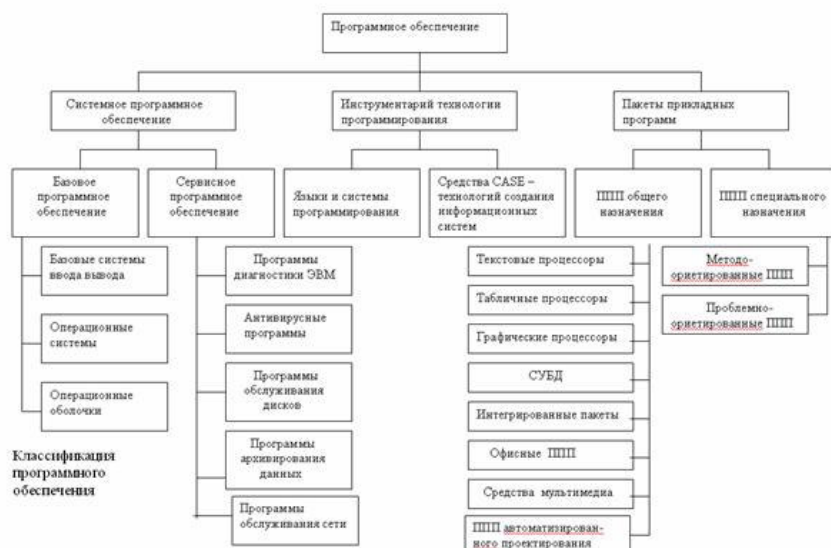 Программное обеспечение
Системное программное
обеспечение
Инструментарий технологии
программирования
Пакеты прикладных
программ
Базовое
программное
обеспечение
Сервисное
программное
обеспечение
Языки и системы
программирования
Средства CASE –
технологий создания
информационных
систем
ППП общего
назначения
ППП специального
назначения
Базовые системы
ввода вывода
Операционные
системы
Операционные
оболочки
Программы
диагностики ЭВМ
Антивирусные
программы
Программы
обслуживания
дисков
Программы
архивирования
данных
Программы
обслуживания сети
Текстовые процессоры
Табличные процессоры
Графические процессоры
СУБД
Интегрированные пакеты
Офисные ППП
Средства мультимедиа
ППП автоматизирован-
ного проектирования
Методо-
ориетированные ППП
Проблемно-
ориетированные ППП
Классификация
программного
обеспечения